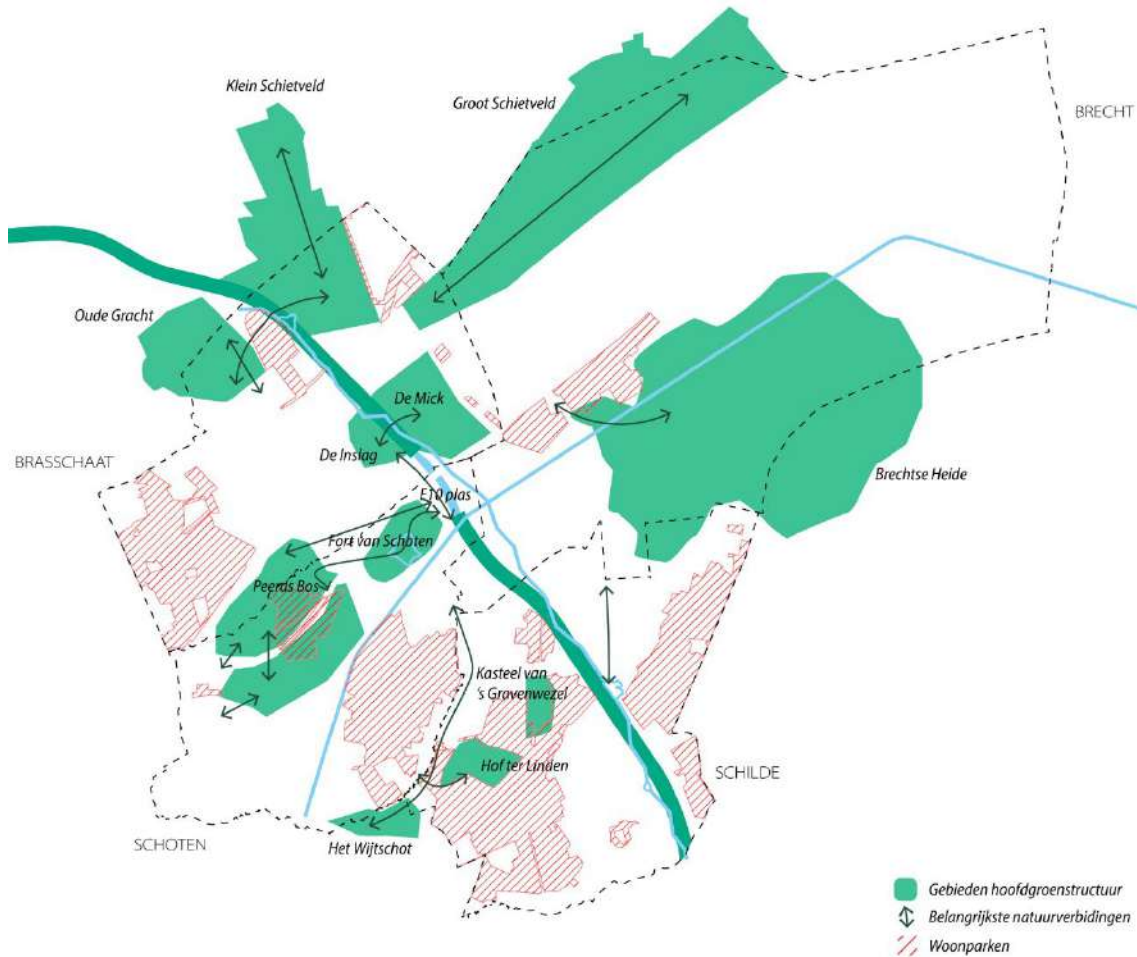 Klein Schietveld
Groot Schietveld
BRECHT
Oude Gracht
De Mick
BRASSCHAAT
De Inslag
Brechtse Heide
E10 plas
Fort van Schoten
Peerds Bos
Kasteel van
's Gravenwezel
Hof ter Linden
SCHILDE
SCHOTEN
Het Wijtschot
Gebieden hoofdgroenstructuur
Belangrijkste natuurverbidingen
Woonparken